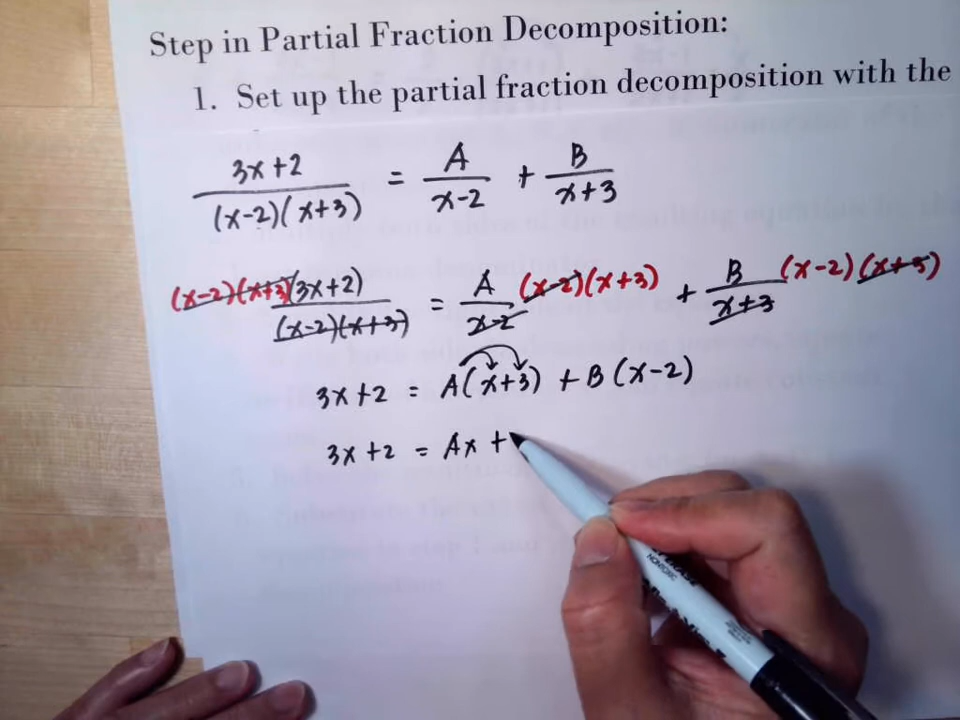 Step in Partial Fraction Decomposition:
1. Set up the partial fraction decomposition with the
3x+2 / (x-2)(x+3) = A / x-2 + B / x+3
(x-2)(x+3)(3x+2) / (x-2)(x+3) = A / x-2 (x-2)(x+3) + B / x+3 (x-2)(x+3)
3x+2 = A(x+3) + B(x-2)
3x+2 = Ax +